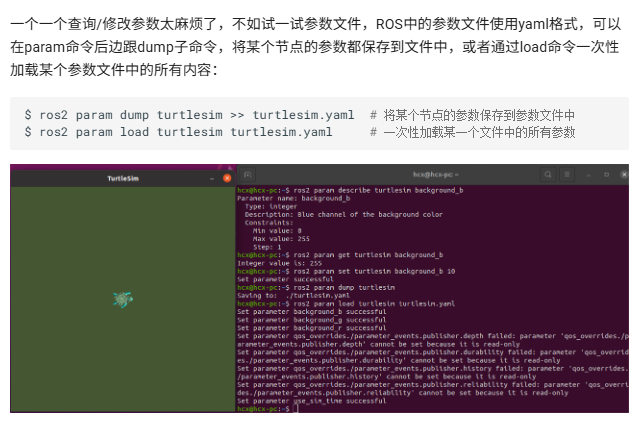 一个一个查询/修改参数太麻烦了，不如试一试参数文件，ROS中的参数文件使用yaml格式，可以
在param命令后边跟dump子命令，将某个节点的参数都保存到文件中，或者通过load命令一次性
加载某个参数文件中的所有内容：
$ ros2 param dump turtlesim >> turtlesim.yaml  # 将某个节点的参数保存到参数文件中
$ ros2 param load turtlesim turtlesim.yaml     # 一次性加载某一个文件中的所有参数
TurtleSim
hcx@hcx-pc: ~
hcx@hcx-pc:~$ ros2 param describe turtlesim background_b
Parameter name: background_b
  Type: integer
  Description: Blue channel of the background color
  Constraints:
    Min value: 0
    Max value: 255
    Step: 1
hcx@hcx-pc:~$ ros2 param get turtlesim background_b
Integer value is: 255
hcx@hcx-pc:~$ ros2 param set turtlesim background_b 10
Set parameter successful
hcx@hcx-pc:~$ ros2 param dump turtlesim
Saving to:  ./turtlesim.yaml
hcx@hcx-pc:~$ ros2 param load turtlesim turtlesim.yaml
Set parameter background_b successful
Set parameter background_g successful
Set parameter background_r successful
Set parameter qos_overrides./parameter_events.publisher.depth failed: parameter 'qos_overrides./p
arameter_events.publisher.depth' cannot be set because it is read-only
Set parameter qos_overrides./parameter_events.publisher.durability failed: parameter 'qos_overrid
es./parameter_events.publisher.durability' cannot be set because it is read-only
Set parameter qos_overrides./parameter_events.publisher.history failed: parameter 'qos_overrides.
/parameter_events.publisher.history' cannot be set because it is read-only
Set parameter qos_overrides./parameter_events.publisher.reliability failed: parameter 'qos_overri
des./parameter_events.publisher.reliability' cannot be set because it is read-only
Set parameter use_sim_time successful
hcx@hcx-pc:~$